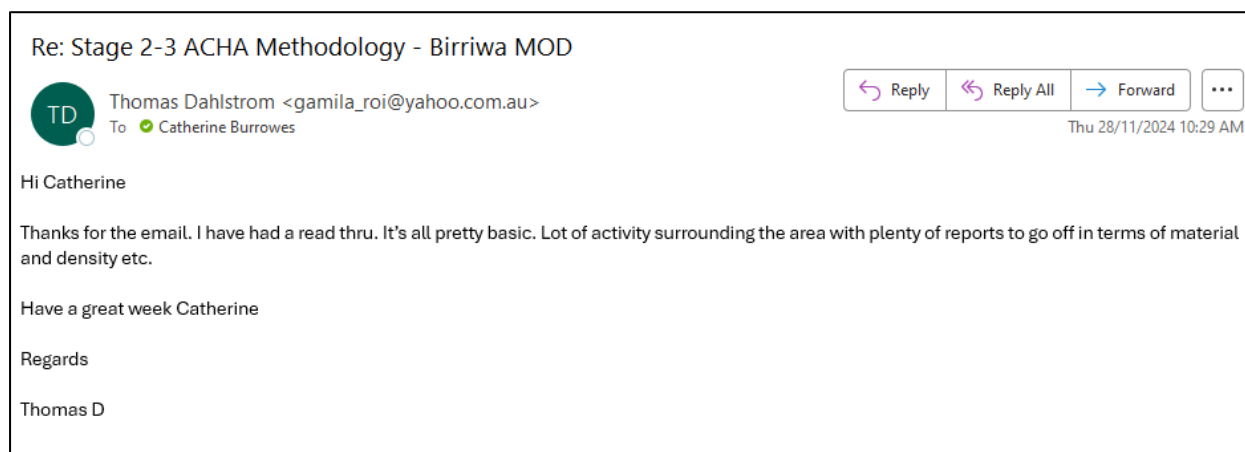 Re: Stage 2-3 ACHA Methodology - Birriwa MOD
TD
Thomas Dahlstrom <gamila_roi@yahoo.com.au>
To Catherine Burrowes
Reply
Reply All
Forward
Thu 28/11/2024 10:29 AM
Hi Catherine
Thanks for the email. I have had a read thru. It's all pretty basic. Lot of activity surrounding the area with plenty of reports to go off in terms of material
and density etc.
Have a great week Catherine
Regards
Thomas D